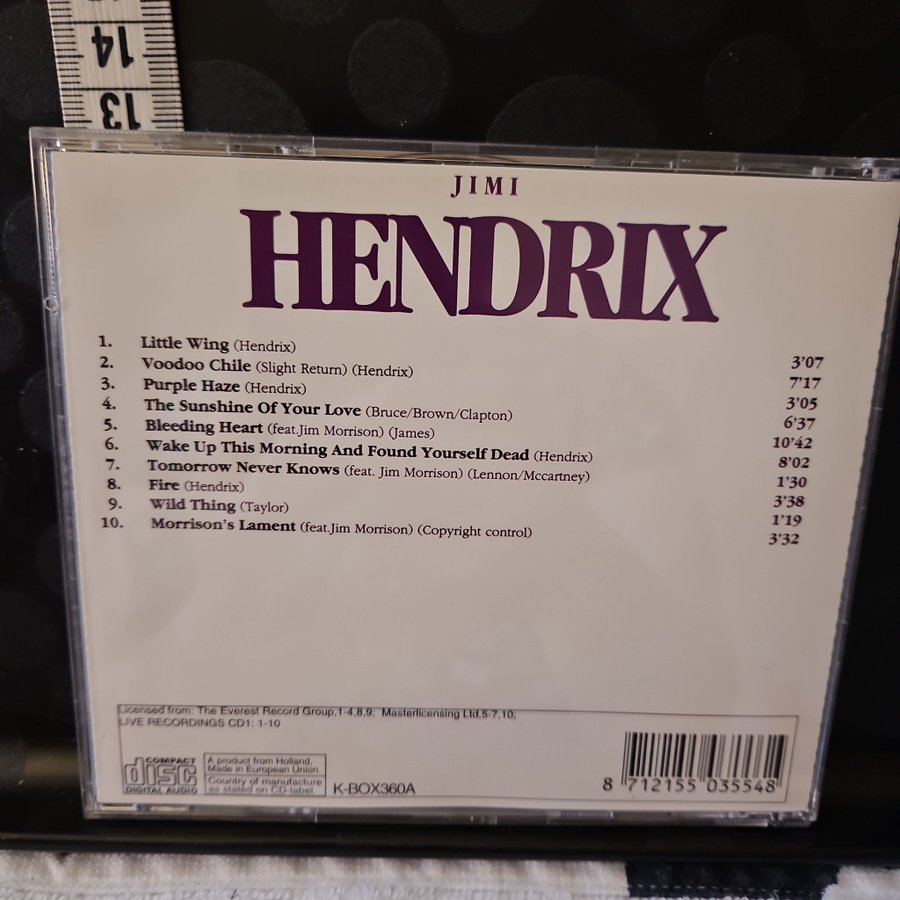 14
13
JIMI
HENDRIX
1. Little Wing (Hendrix) 3'07
2. Voodoo Chile (Slight Return) (Hendrix) 7'17
3. Purple Haze (Hendrix) 3'05
4. The Sunshine Of Your Love (Bruce/Brown/Clapton) 6'37
5. Bleeding Heart (feat.Jim Morrison) (James) 10'42
6. Wake Up This Morning And Found Yourself Dead (Hendrix) 8'02
7. Tomorrow Never Knows (feat. Jim Morrison) (Lennon/Mccartney) 1'30
8. Fire (Hendrix) 3'38
9. Wild Thing (Taylor) 1'19
10. Morrison's Lament (feat.Jim Morrison) (Copyright control) 3'32
Licensed from: The Everest Record Group,1-4,8,9; Masterlicensing Ltd,5-7,10;
LIVE RECORDINGS CD1: 1-10
COMPACT
disc
DIGITAL AUDIO
A product from Holland,
Made in European Union.
Country of manufacture
as stated on CD-label.
K-BOX360A
8 712155 035548